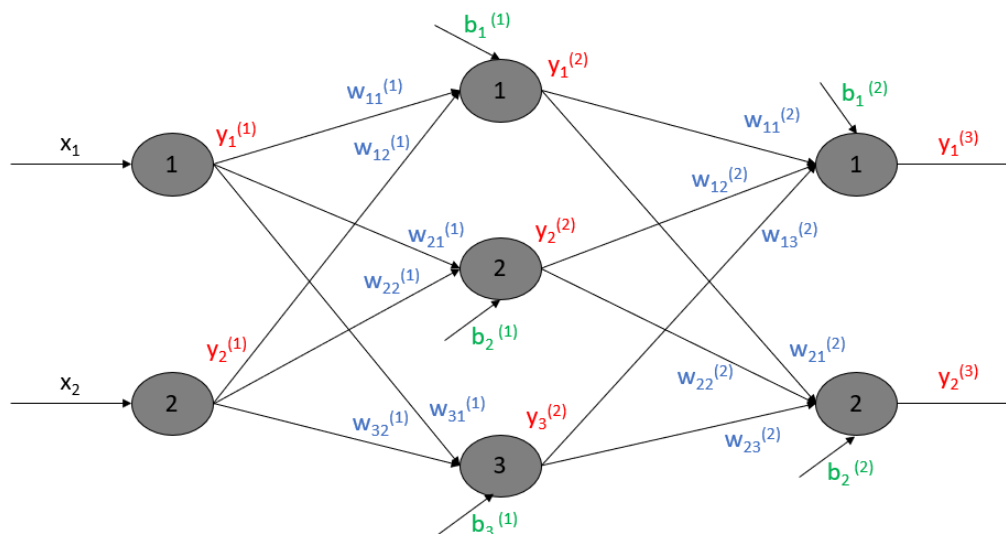 b₁⁽¹⁾
y₁⁽²⁾
1
w₁₁⁽¹⁾
b₁⁽²⁾
x₁
y₁⁽¹⁾
w₁₂⁽¹⁾
w₁₁⁽²⁾
y₁⁽³⁾
1
1
w₁₂⁽²⁾
w₂₁⁽¹⁾
y₂⁽²⁾
w₁₃⁽²⁾
2
w₂₂⁽¹⁾
b₂⁽¹⁾
y₂⁽¹⁾
w₂₁⁽²⁾
x₂
w₂₂⁽²⁾
y₂⁽³⁾
2
2
w₃₁⁽¹⁾
w₃₂⁽¹⁾
y₃⁽²⁾
w₂₃⁽²⁾
3
b₂⁽²⁾
b₃⁽¹⁾